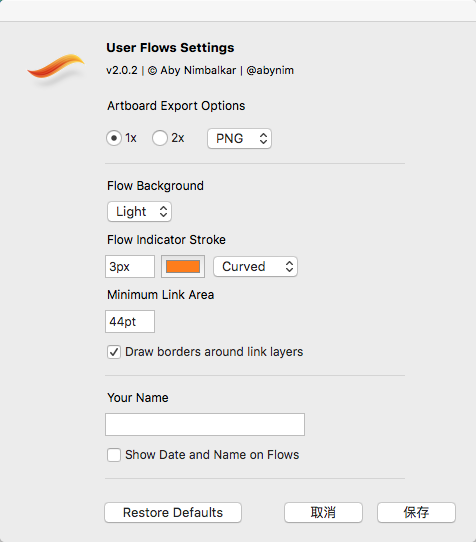 User Flows Settings
v2.0.2 | © Aby Nimbalkar | @abynim
Artboard Export Options
1x 2x PNG
Flow Background
Light
Flow Indicator Stroke
3px Curved
Minimum Link Area
44pt
Draw borders around link layers
Your Name
Show Date and Name on Flows
Restore Defaults 取消 保存